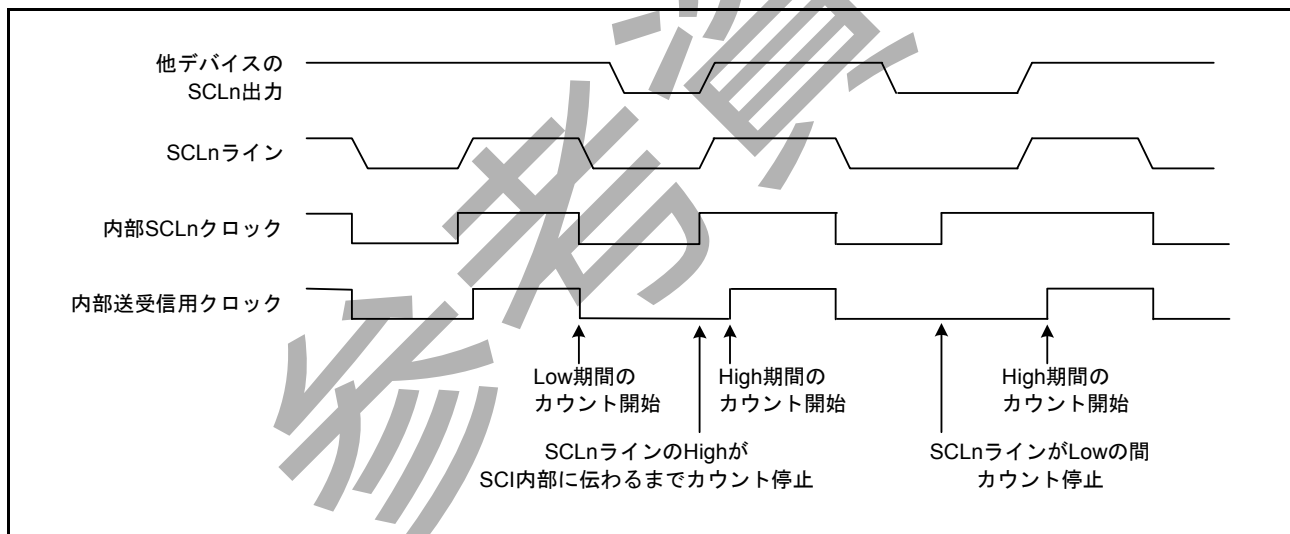 他デバイスの
SCLn出力
SCLnライン
内部SCLnクロック
内部送受信用クロック
Low期間の
カウント開始
High期間の
カウント開始
High期間の
カウント開始
SCLnラインのHighが
SCI内部に伝わるまでカウント停止
SCLnラインがLowの間
カウント停止
参考資